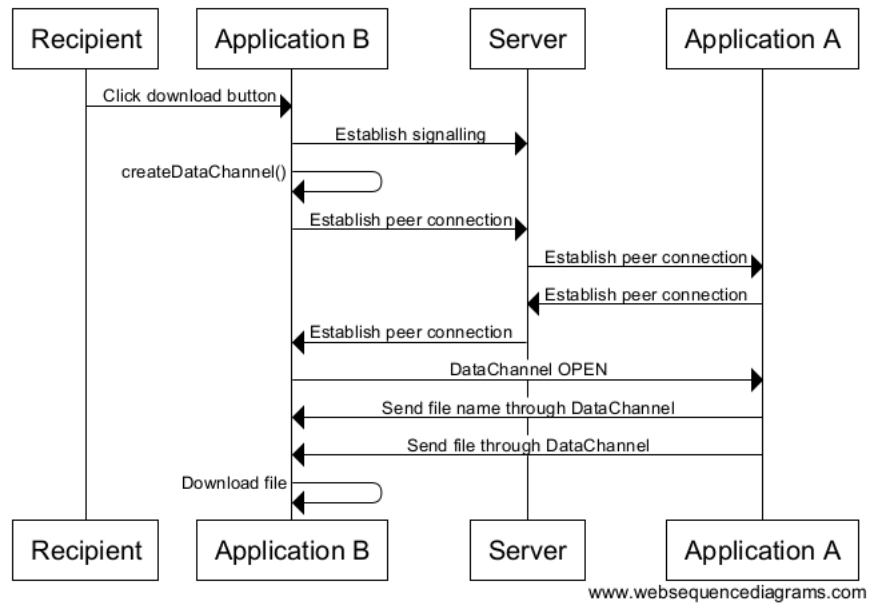 Recipient
Application B
Server
Application A
Click download button
Establish signalling
createDataChannel()
Establish peer connection
Establish peer connection
Establish peer connection
Establish peer connection
DataChannel OPEN
Send file name through DataChannel
Send file through DataChannel
Download file
Recipient
Application B
Server
Application A
www.websequencediagrams.com